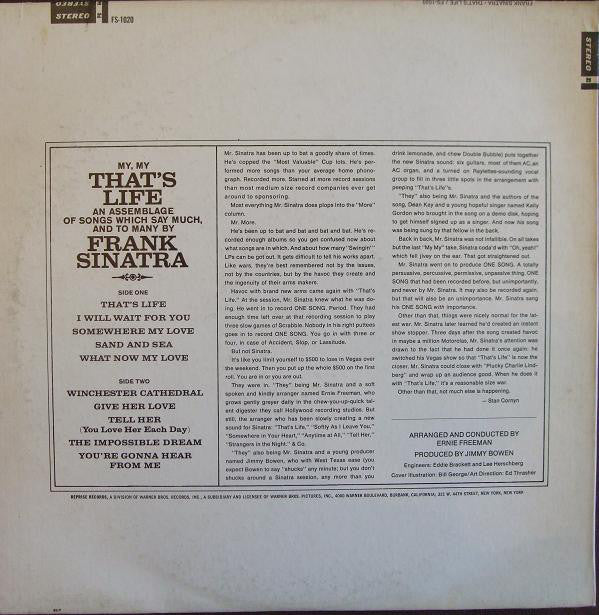 STEREO
FS-1020
FRANK SINATRA · THAT'S LIFE / FS-1020
STEREO
MY, MY
THAT'S
LIFE
AN ASSEMBLAGE
OF SONGS WHICH SAY MUCH,
AND TO MANY BY
FRANK
SINATRA
SIDE ONE
THAT'S LIFE
I WILL WAIT FOR YOU
SOMEWHERE MY LOVE
SAND AND SEA
WHAT NOW MY LOVE
SIDE TWO
WINCHESTER CATHEDRAL
GIVE HER LOVE
TELL HER
(You Love Her Each Day)
THE IMPOSSIBLE DREAM
YOU'RE GONNA HEAR
FROM ME
Mr. Sinatra has been up to bat a goodly share of times.
He's copped the "Most Valuable" Cup lots. He's per-
formed more songs than your average home phono-
graph. Recorded more. Starred at more record sessions
than most medium size record companies ever get
around to sponsoring.
Most everything Mr. Sinatra does plops into the "More"
column.
Mr. More.
He's been up to bat and bat and bat and bat. He's re-
corded enough albums so you get confused now about
what songs are in which. And about how many "Swingin'"
LPs can be got out. It gets difficult to tell his works apart.
Like wars, they're best remembered not by the issues,
not by the countries, but by the havoc they create and
the ingenuity of their arms makers.
Havoc with brand new arms came again with "That's
Life." At the session, Mr. Sinatra knew what he was do-
ing. He went in to record ONE SONG. Period. They had
enough time left over at that recording session to play
three slow games of Scrabble. Nobody in his right puttees
goes in to record ONE SONG. You go in with three or
four. In case of Accident, Slop, or Lassitude.
But not Sinatra.
It's like you limit yourself to $500 to lose in Vegas over
the weekend. Then you put up the whole $500 on the first
roll. You are in or you are out.
They were in. "They" being Mr. Sinatra and a soft
spoken and kindly arranger named Ernie Freeman, who
grows gently greyer daily in the chew-you-up-quick tal-
ent digester they call Hollywood recording studios. But
still, the arranger who has been slowly creating a new
sound for Sinatra: "That's Life," "Softly As I Leave You,"
"Somewhere in Your Heart," "Anytime at All," "Tell Her,"
"Strangers in the Night." & Co.
"They" also being Mr. Sinatra and a young producer
named Jimmy Bowen, who with West Texas ease (you
expect Bowen to say "shucks" any minute; but you don't
shucks around a Sinatra session, any more than you
drink lemonade, and chew Double Bubble) puts together
the new Sinatra sound: six guitars, most of them AC, an
AC organ, and a turned on Raylettes-sounding vocal
group to fill in three little spots in the arrangement with
peeping "That's Life"s.
"They" also being Mr. Sinatra and the authors of the
song, Dean Kay and a young hopeful singer named Kelly
Gordon who brought in the song on a demo disk, hoping
to get himself signed up as a singer. And now his song
was being sung by that fellow in the back.
Back in back, Mr. Sinatra was not infallible. On all takes
but the last "My My" take, Sinatra coda'd with "Oh, yeah!"
which fell jivey on the ear. That got straightened out.
Mr. Sinatra went on to produce ONE SONG. A totally
persuasive, percussive, permissive, unpassive thing. ONE
SONG that had been recorded before, but unimportantly,
and never by Mr. Sinatra. It may also be recorded again,
but that will also be an unimportance. Mr. Sinatra sang
his ONE SONG with importance.
Other than that, things were nicely normal for the lat-
est war. Mr. Sinatra later learned he'd created an instant
show stopper. Three days after the song created havoc
in maybe a million Motorolas, Mr. Sinatra's attention was
drawn to the fact that he had done it once again: he
switched his Vegas show so that "That's Life" is now the
closer. Mr. Sinatra could close with "Plucky Charlie Lind-
berg" and wrap up an audience good. When he does it
with "That's Life," it's a reasonable size war.
Other than that, not much else is happening.
— Stan Cornyn
ARRANGED AND CONDUCTED BY
ERNIE FREEMAN
PRODUCED BY JIMMY BOWEN
Engineers: Eddie Brackett and Lee Herschberg
Cover Illustration: Bill George/Art Direction: Ed Thrasher
REPRISE RECORDS, A DIVISION OF WARNER BROS. RECORDS, INC., A SUBSIDIARY AND LICENSEE OF WARNER BROS. PICTURES, INC., 4000 WARNER BOULEVARD, BURBANK, CALIFORNIA; 321 W. 44TH STREET, NEW YORK, NEW YORK